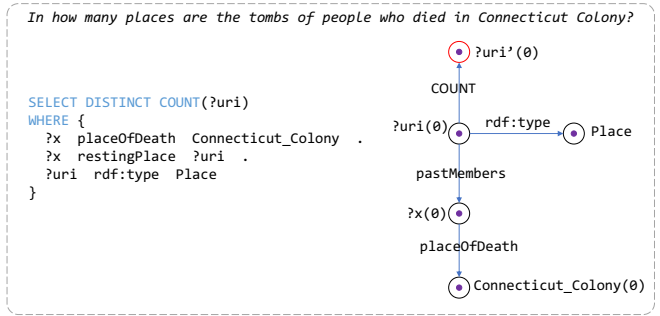 In how many places are the tombs of people who died in Connecticut Colony?
SELECT DISTINCT COUNT(?uri)
WHERE {
?x placeOfDeath Connecticut_Colony .
?x restingPlace ?uri .
?uri rdf:type Place
}
?uri’(0)
COUNT
?uri(0)
rdf:type
Place
pastMembers
?x(0)
placeOfDeath
Connecticut_Colony(0)